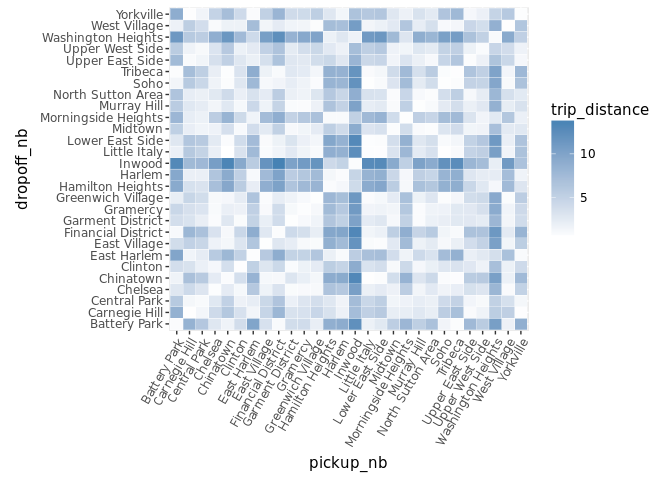 Yorkville
West Village
Washington Heights
Upper West Side
Upper East Side
Tribeca
Soho
North Sutton Area
Murray Hill
Morningside Heights
Midtown
Lower East Side
Little Italy
Inwood
Harlem
Hamilton Heights
Greenwich Village
Gramercy
Garment District
Financial District
East Village
East Harlem
Clinton
Chinatown
Chelsea
Central Park
Carnegie Hill
Battery Park
dropoff_nb
Battery Park
Carnegie Hill
Central Park
Chelsea
Chinatown
Clinton
East Harlem
East Village
Financial District
Garment District
Gramercy
Greenwich Village
Hamilton Heights
Harlem
Inwood
Little Italy
Lower East Side
Midtown
Morningside Heights
Murray Hill
North Sutton Area
Soho
Tribeca
Upper East Side
Upper West Side
Washington Heights
West Village
Yorkville
pickup_nb
trip_distance
10
5